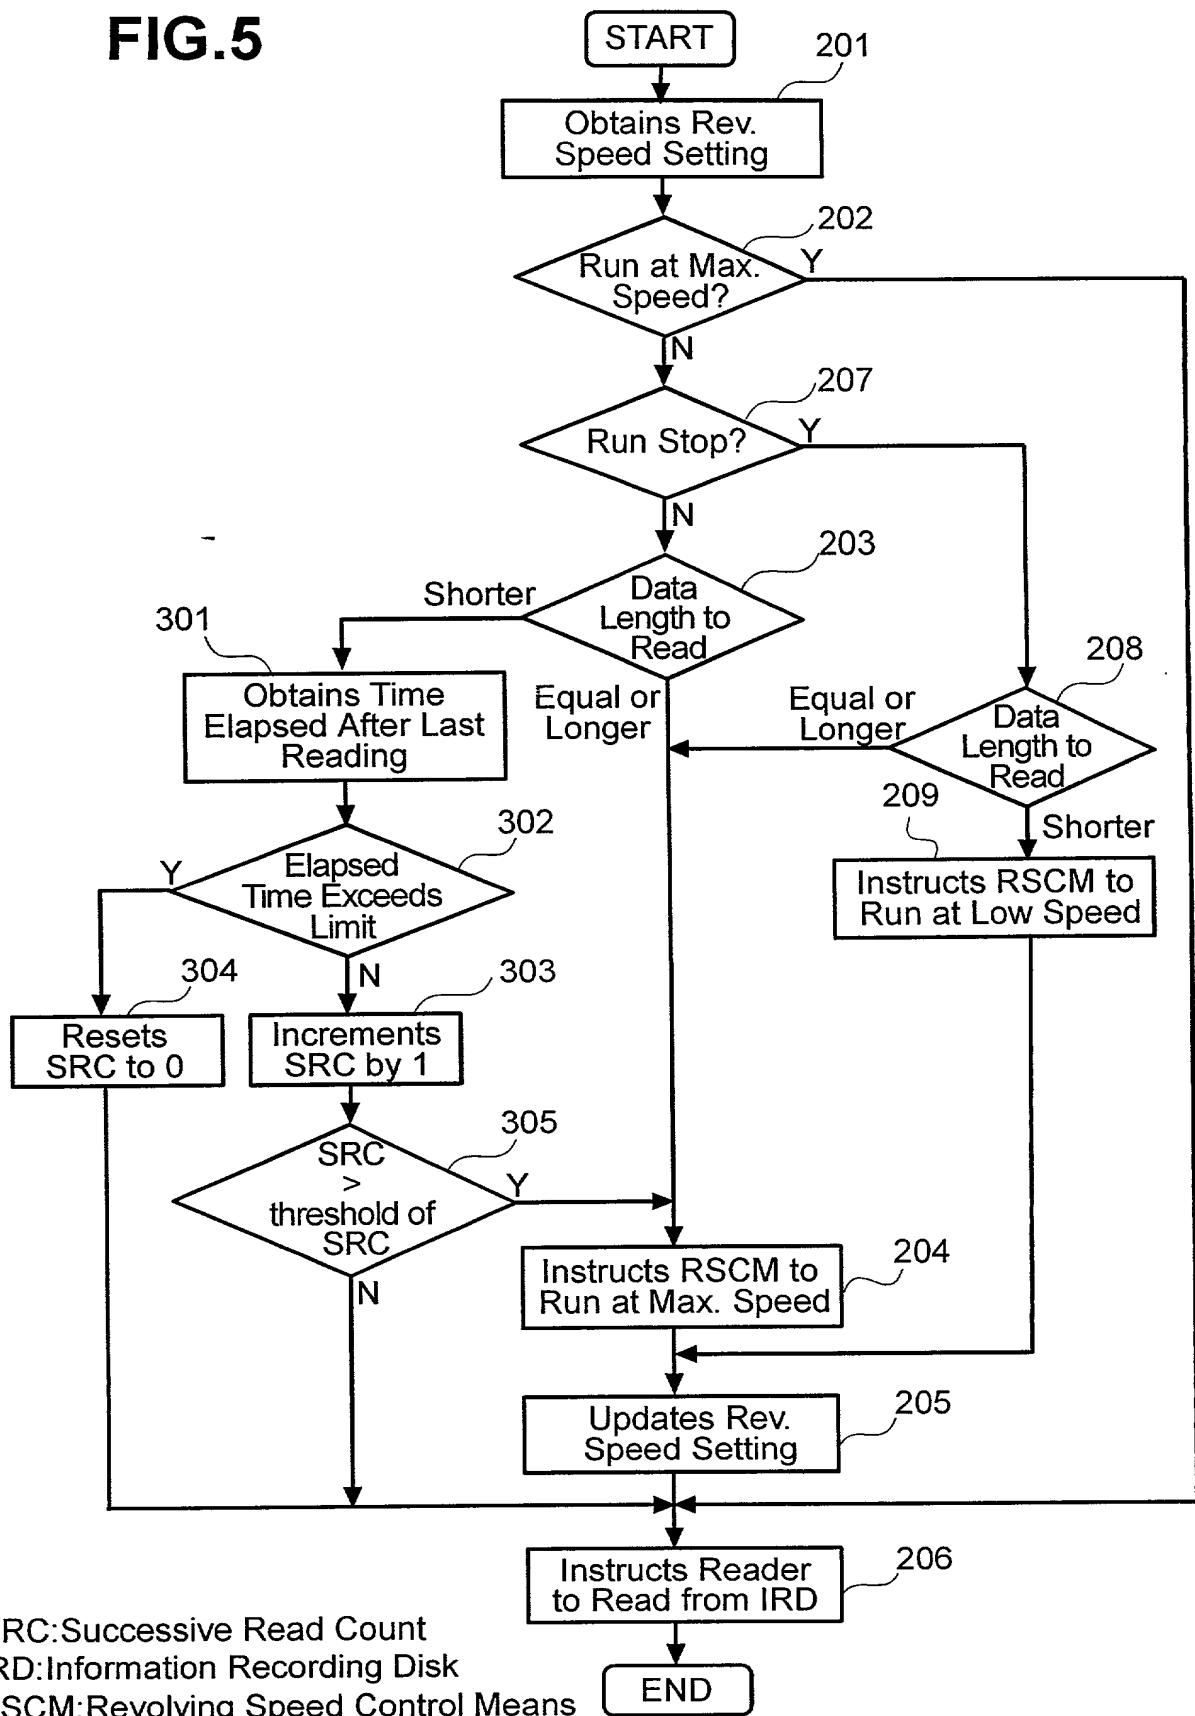 FIG.5
START
201
Obtains Rev.
Speed Setting
202
Run at Max.
Speed?
Y
N
207
Run Stop?
Y
N
203
Data
Length to
Read
Shorter
Equal or
Longer
301
Obtains Time
Elapsed After Last
Reading
208
Data
Length to
Read
Equal or
Longer
Shorter
209
Instructs RSCM to
Run at Low Speed
302
Elapsed
Time Exceeds
Limit
Y
N
304
Resets
SRC to 0
303
Increments
SRC by 1
305
SRC
>
threshold of
SRC
Y
N
204
Instructs RSCM to
Run at Max. Speed
205
Updates Rev.
Speed Setting
206
Instructs Reader
to Read from IRD
END
RC:Successive Read Count
RD:Information Recording Disk
SCM:Revolving Speed Control Means